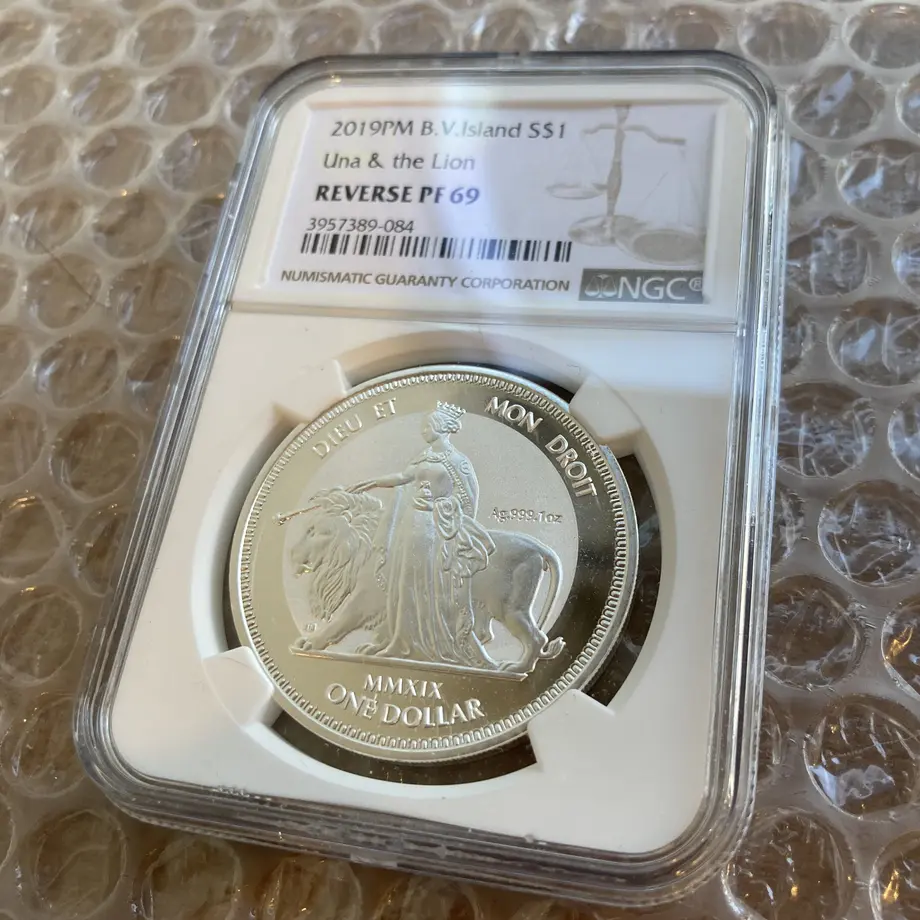 2019PM B.V.Island S$1
Una & the Lion
REVERSE PF 69
3957389-084
NUMISMATIC GUARANTY CORPORATION
NGC®
DIEU ET MON DROIT
Ag.999.1oz
MMXIX
ONE DOLLAR